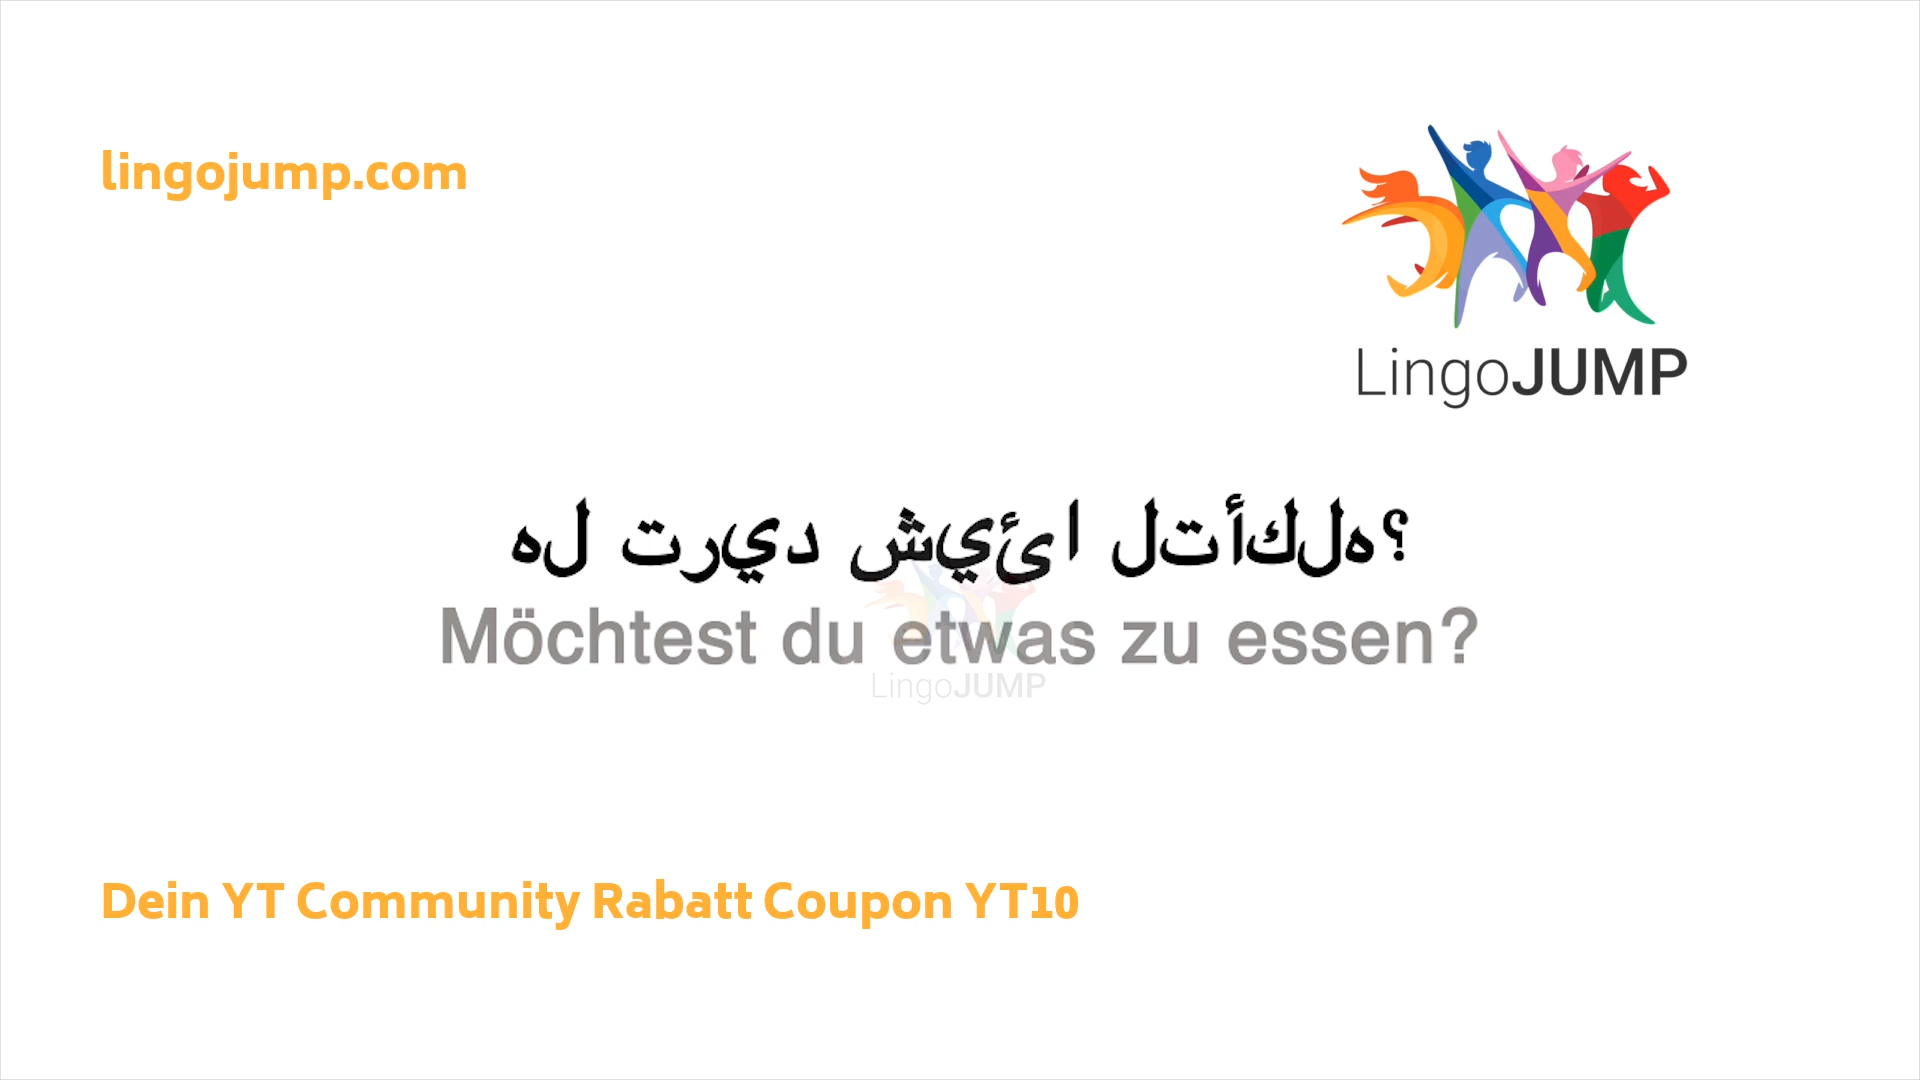 lingojump.com
LingoJUMP
هل تريد شيئا لتأكله؟
Möchtest du etwas zu essen?
LingoJUMP
Dein YT Community Rabatt Coupon YT10